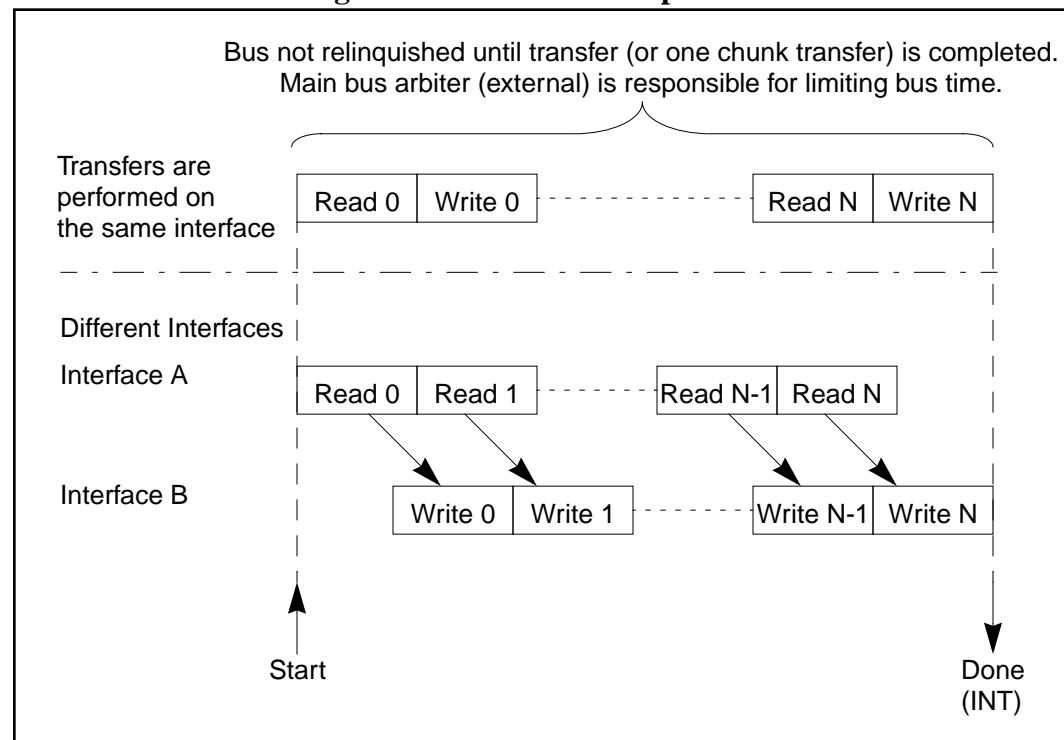 Bus not relinquished until transfer (or one chunk transfer) is completed.
Main bus arbiter (external) is responsible for limiting bus time.
Transfers are
performed on
the same interface
Read 0 Write 0 Read N Write N
Different Interfaces
Interface A
Read 0 Read 1 Read N-1 Read N
Interface B
Write 0 Write 1 Write N-1 Write N
Start
Done
(INT)